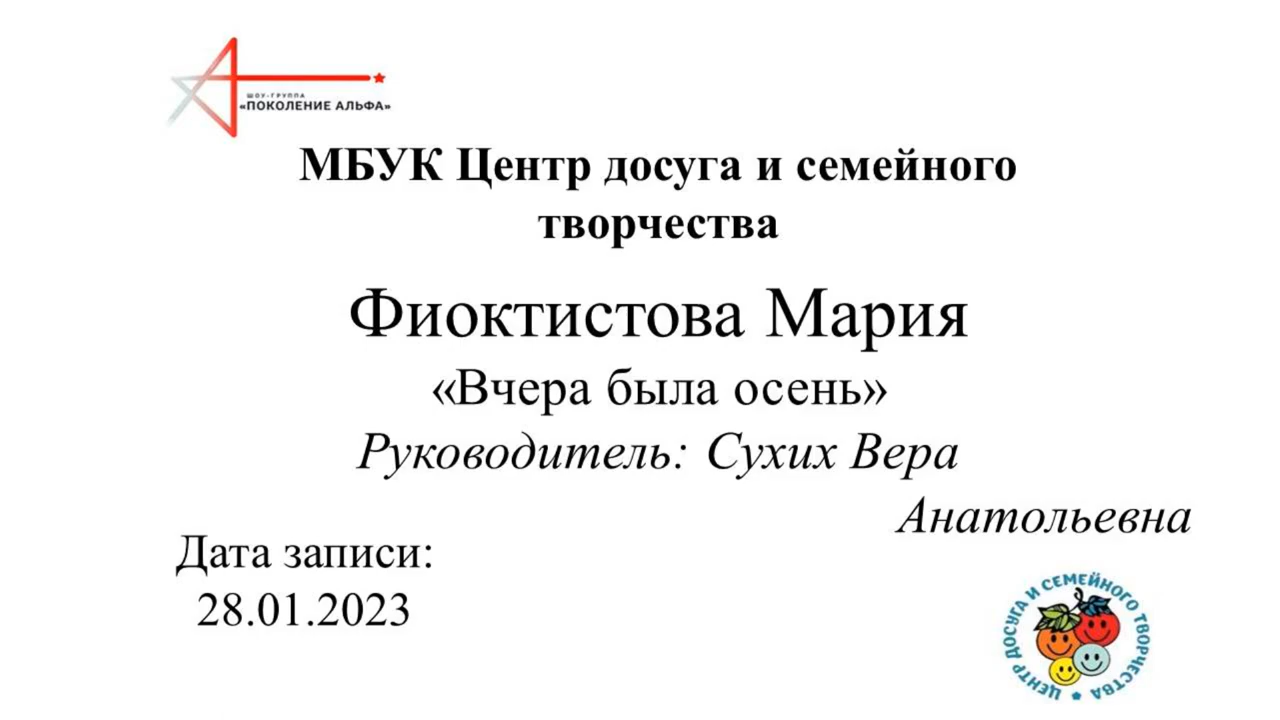 ШОУ-ГРУППА
«ПОКОЛЕНИЕ АЛЬФА»
МБУК Центр досуга и семейного
творчества
Фиоктистова Мария
«Вчера была осень»
Руководитель: Сухих Вера
Анатольевна
Дата записи:
28.01.2023
ЦЕНТР ДОСУГА И СЕМЕЙНОГО ТВОРЧЕСТВА